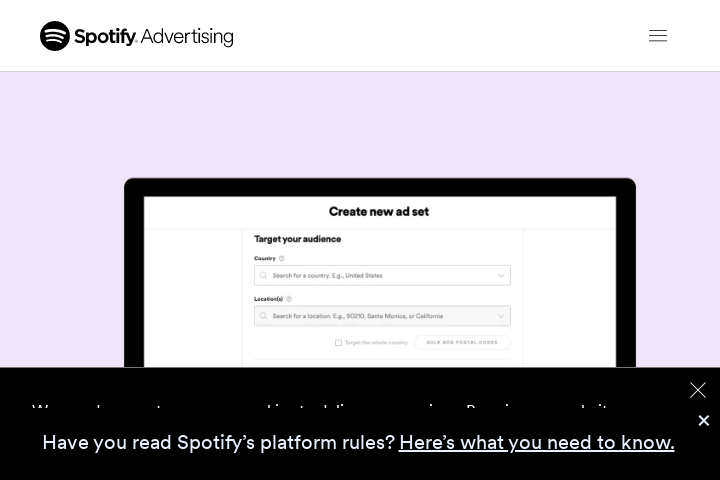 Spotify Advertising
Create new ad set
Target your audience
Country
Search for a country. E.g., United States
Location(s)
Search for a location. E.g., 90210, Santa Monica, or California
Target the whole country
BULK ADD POSTAL CODES
Have you read Spotify's platform rules? Here's what you need to know.